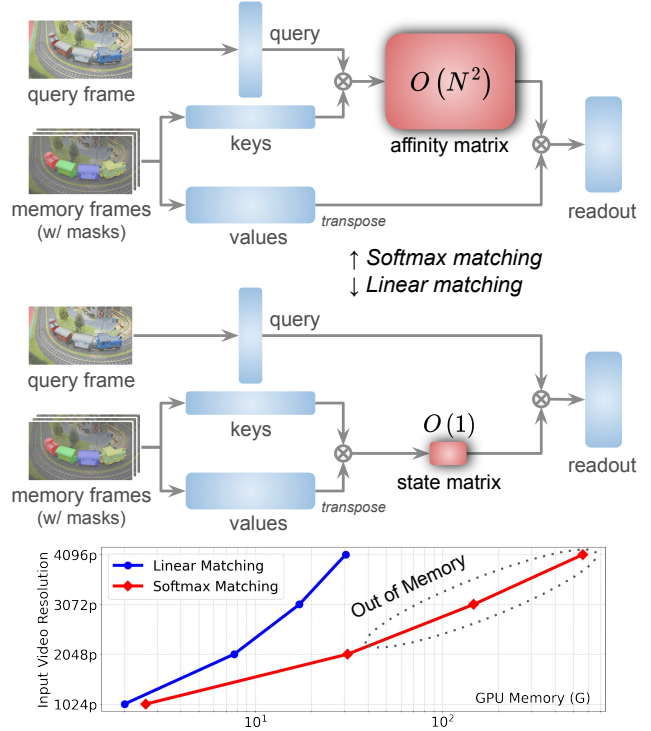 query
query frame
O(N²)
keys
affinity matrix
memory frames
(w/ masks)
values
transpose
readout
↑ Softmax matching
↓ Linear matching
query
query frame
keys
O(1)
state matrix
memory frames
(w/ masks)
values
transpose
readout
Input Video Resolution
4096p
3072p
2048p
1024p
Linear Matching
Softmax Matching
Out of Memory
GPU Memory (G)
10¹
10²